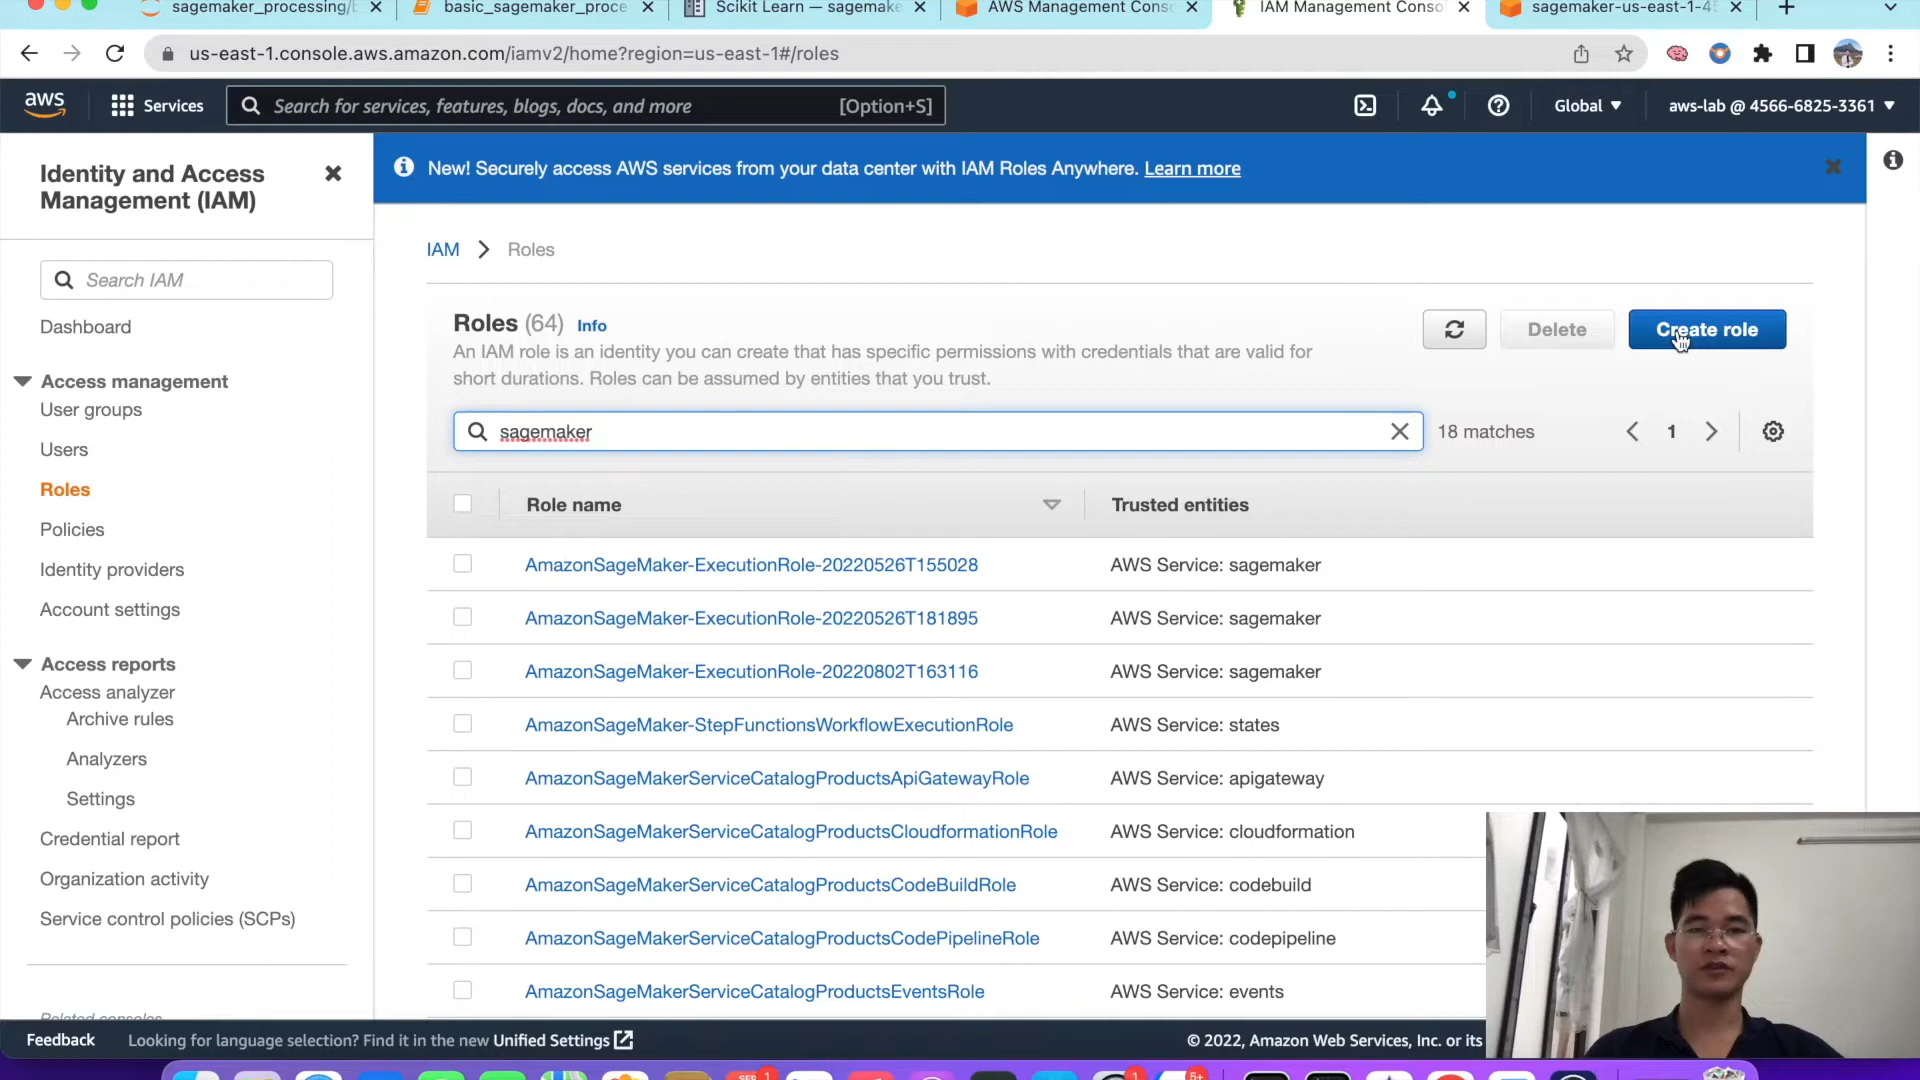 sagemaker_processing/
basic_sagemaker_proce
Scikit Learn — sagemake
AWS Management Conso
IAM Management Conso
sagemaker-us-east-1-45
us-east-1.console.aws.amazon.com/iamv2/home?region=us-east-1#/roles
aws
Services
Search for services, features, blogs, docs, and more
[Option+S]
Global
aws-lab @ 4566-6825-3361
Identity and Access
Management (IAM)
Search IAM
Dashboard
Access management
User groups
Users
Roles
Policies
Identity providers
Account settings
Access reports
Access analyzer
Archive rules
Analyzers
Settings
Credential report
Organization activity
Service control policies (SCPs)
Related consoles
New! Securely access AWS services from your data center with IAM Roles Anywhere. Learn more
IAM > Roles
Roles (64) Info
An IAM role is an identity you can create that has specific permissions with credentials that are valid for
short durations. Roles can be assumed by entities that you trust.
Delete
Create role
sagemaker
18 matches
1
Role name
Trusted entities
AmazonSageMaker-ExecutionRole-20220526T155028
AWS Service: sagemaker
AmazonSageMaker-ExecutionRole-20220526T181895
AWS Service: sagemaker
AmazonSageMaker-ExecutionRole-20220802T163116
AWS Service: sagemaker
AmazonSageMaker-StepFunctionsWorkflowExecutionRole
AWS Service: states
AmazonSageMakerServiceCatalogProductsApiGatewayRole
AWS Service: apigateway
AmazonSageMakerServiceCatalogProductsCloudformationRole
AWS Service: cloudformation
AmazonSageMakerServiceCatalogProductsCodeBuildRole
AWS Service: codebuild
AmazonSageMakerServiceCatalogProductsCodePipelineRole
AWS Service: codepipeline
AmazonSageMakerServiceCatalogProductsEventsRole
AWS Service: events
Feedback
Looking for language selection? Find it in the new Unified Settings
© 2022, Amazon Web Services, Inc. or its
SEP
1
1
5+